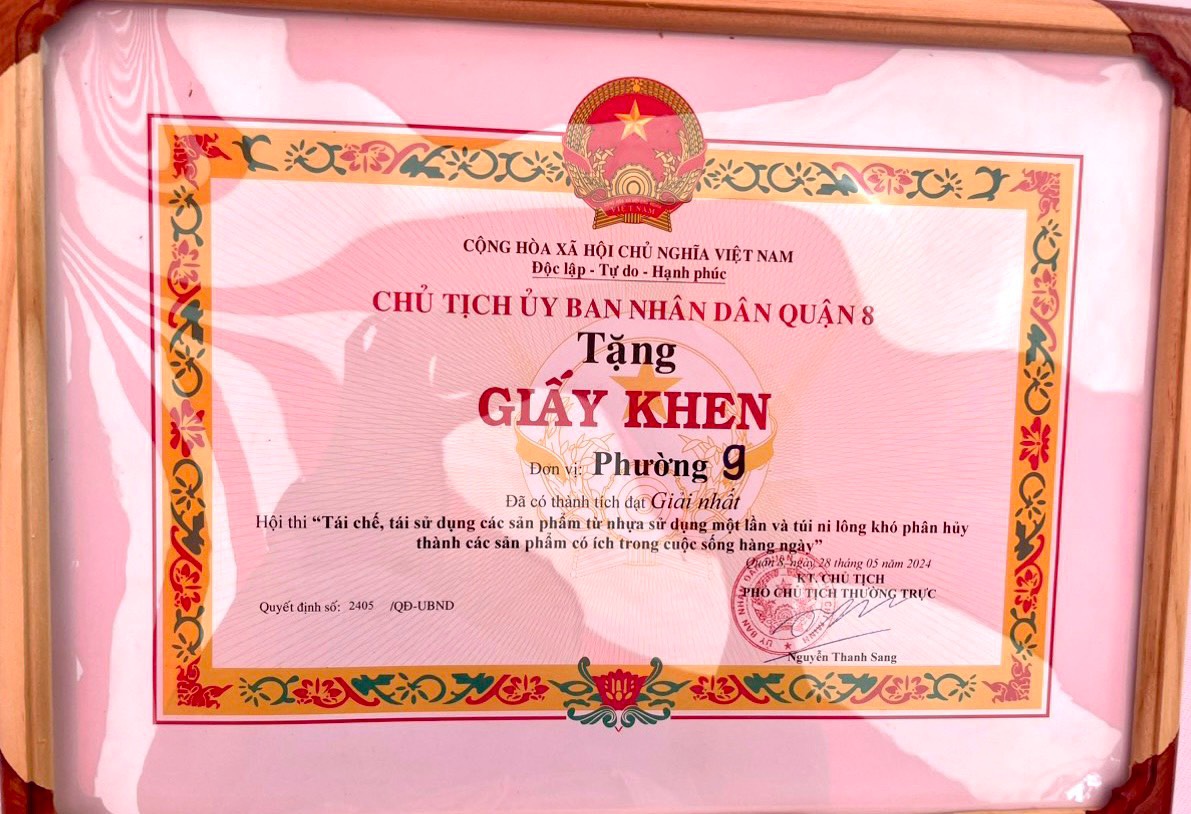 VIỆT NAM
CỘNG HÒA XÃ HỘI CHỦ NGHĨA VIỆT NAM
Độc lập - Tự do - Hạnh phúc
CHỦ TỊCH ỦY BAN NHÂN DÂN QUẬN 8
Tặng
GIẤY KHEN
Đơn vị: Phường 9
Đã có thành tích đạt Giải nhất
Hội thi “Tái chế, tái sử dụng các sản phẩm từ nhựa sử dụng một lần và túi ni lông khó phân hủy
thành các sản phẩm có ích trong cuộc sống hàng ngày”
Quận 8, ngày 28 tháng 05 năm 2024
KT. CHỦ TỊCH
PHÓ CHỦ TỊCH THƯỜNG TRỰC
Quyết định số: 2405 /QĐ-UBND
Nguyễn Thanh Sang